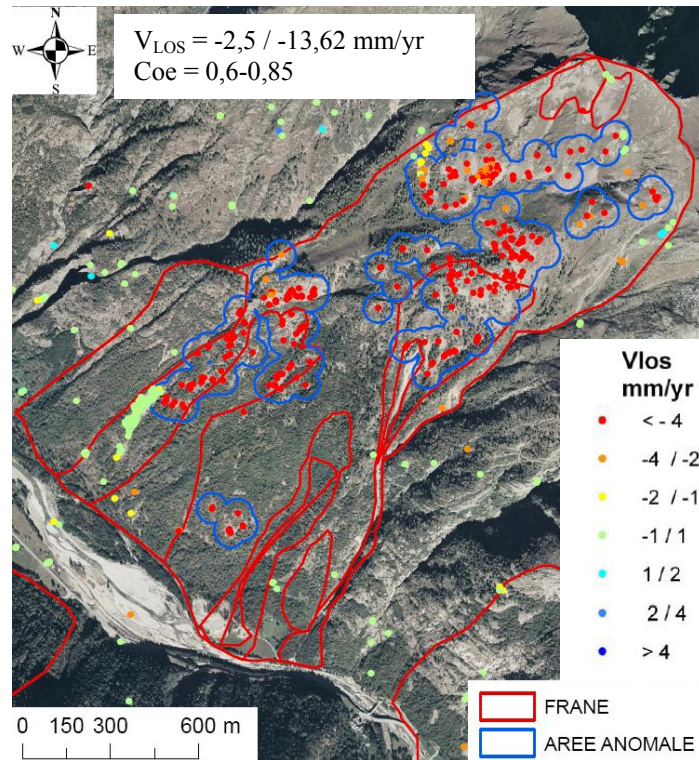 N
W E
S
V_LOS = -2,5 / -13,62 mm/yr
Coe = 0,6-0,85
Vlos
mm/yr
< - 4
-4 / -2
-2 / -1
-1 / 1
1 / 2
2 / 4
> 4
FRANE
AREE ANOMALE
0 150 300 600 m